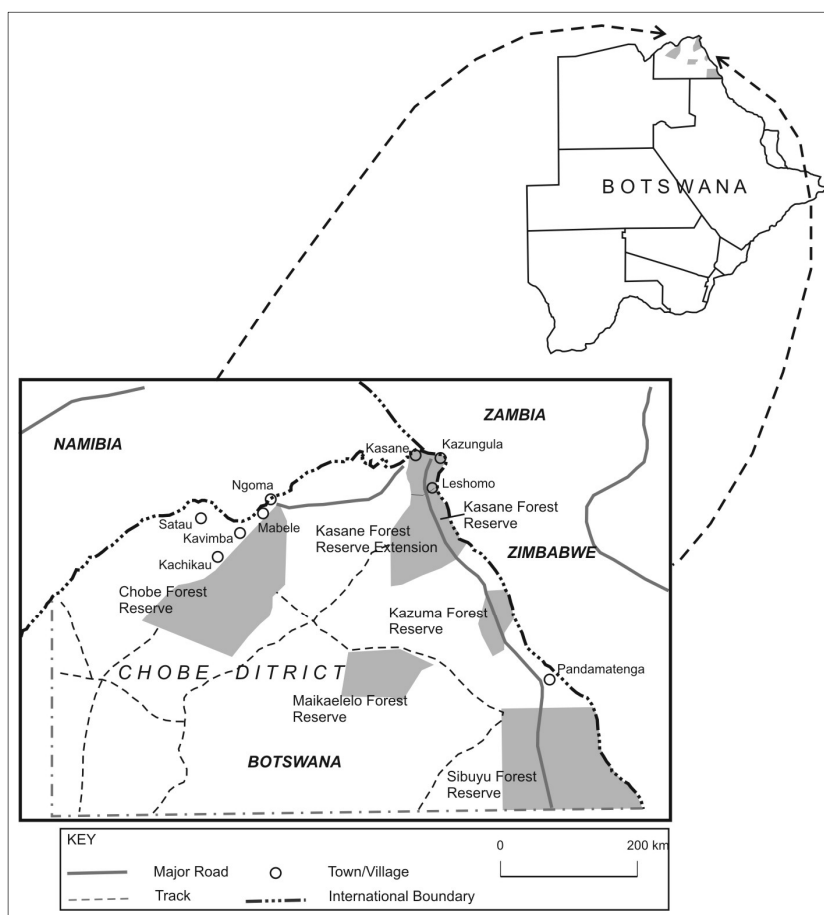 BOTSWANA
ZAMBIA
NAMIBIA
Kasane
Kazungula
Ngoma
Leshomo
Satau
Mabele
Kasane Forest
Reserve
Kavimba
Kasane Forest
Reserve Extension
ZIMBABWE
Kachikau
Chobe Forest
Reserve
Kazuma Forest
Reserve
CHOBE DITRICT
Pandamatenga
Maikaelelo Forest
Reserve
BOTSWANA
Sibuyu Forest
Reserve
KEY
0 200 km
Major Road
Town/Village
Track
International Boundary